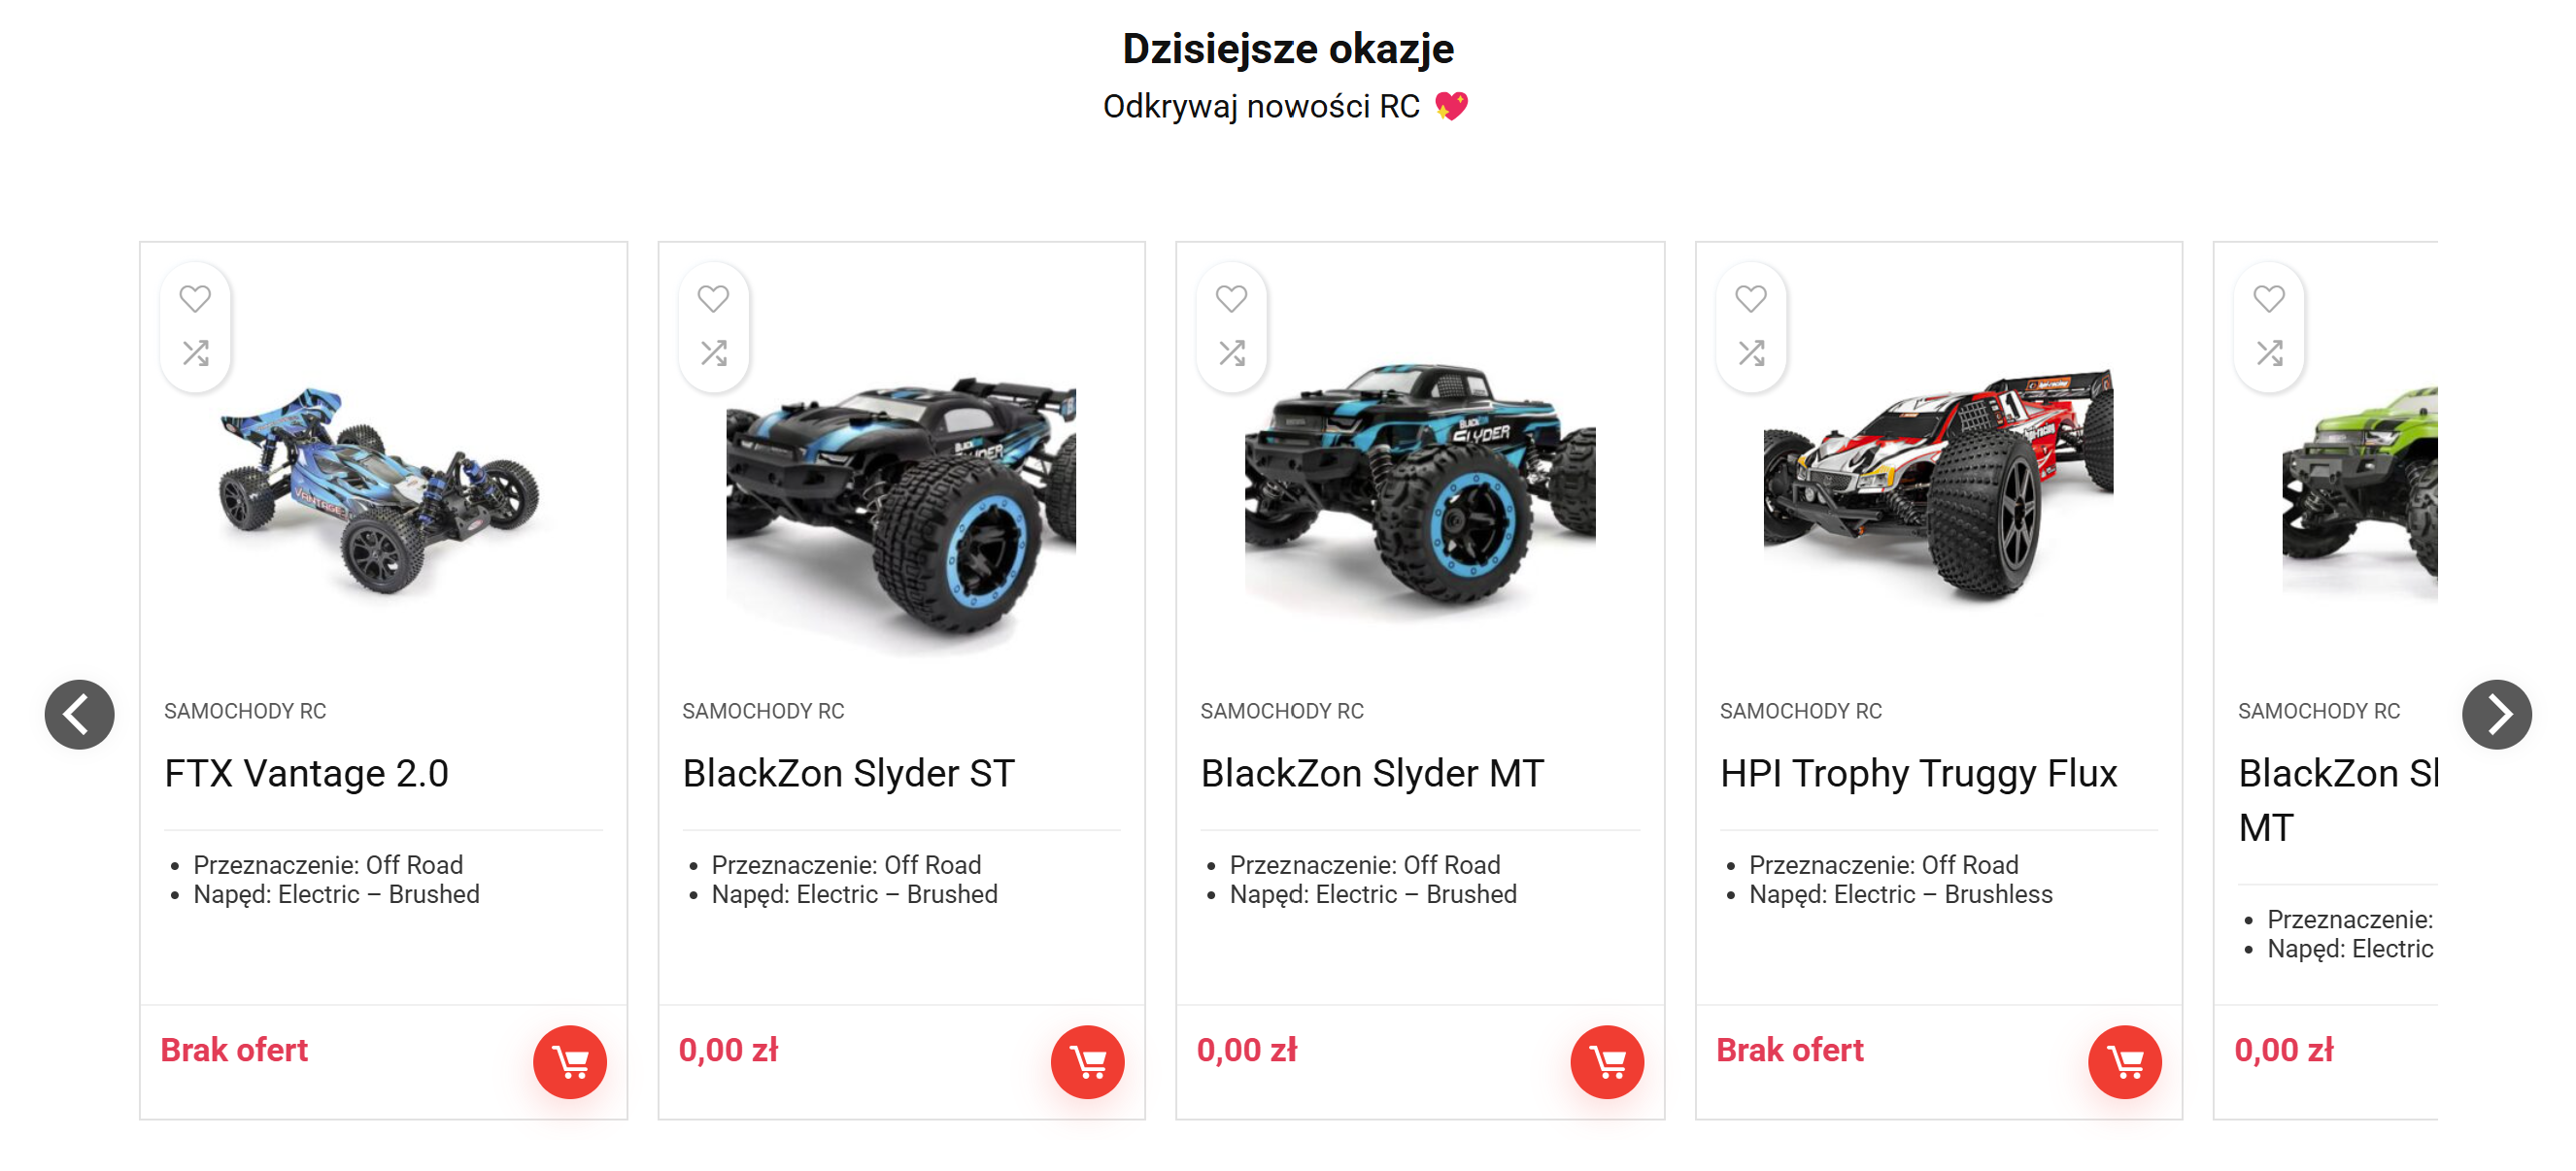 Dzisiejsze okazje
Odkrywaj nowości RC 💖
SAMOCHODY RC
FTX Vantage 2.0
Przeznaczenie: Off Road
Napęd: Electric – Brushed
Brak ofert
SAMOCHODY RC
BlackZon Slyder ST
Przeznaczenie: Off Road
Napęd: Electric – Brushed
0,00 zł
SLYDER
SAMOCHODY RC
BlackZon Slyder MT
Przeznaczenie: Off Road
Napęd: Electric – Brushed
0,00 zł
1
SAMOCHODY RC
HPI Trophy Truggy Flux
Przeznaczenie: Off Road
Napęd: Electric – Brushless
Brak ofert
SAMOCHODY RC
BlackZon Sl
MT
Przeznaczenie:
Napęd: Electric
0,00 zł